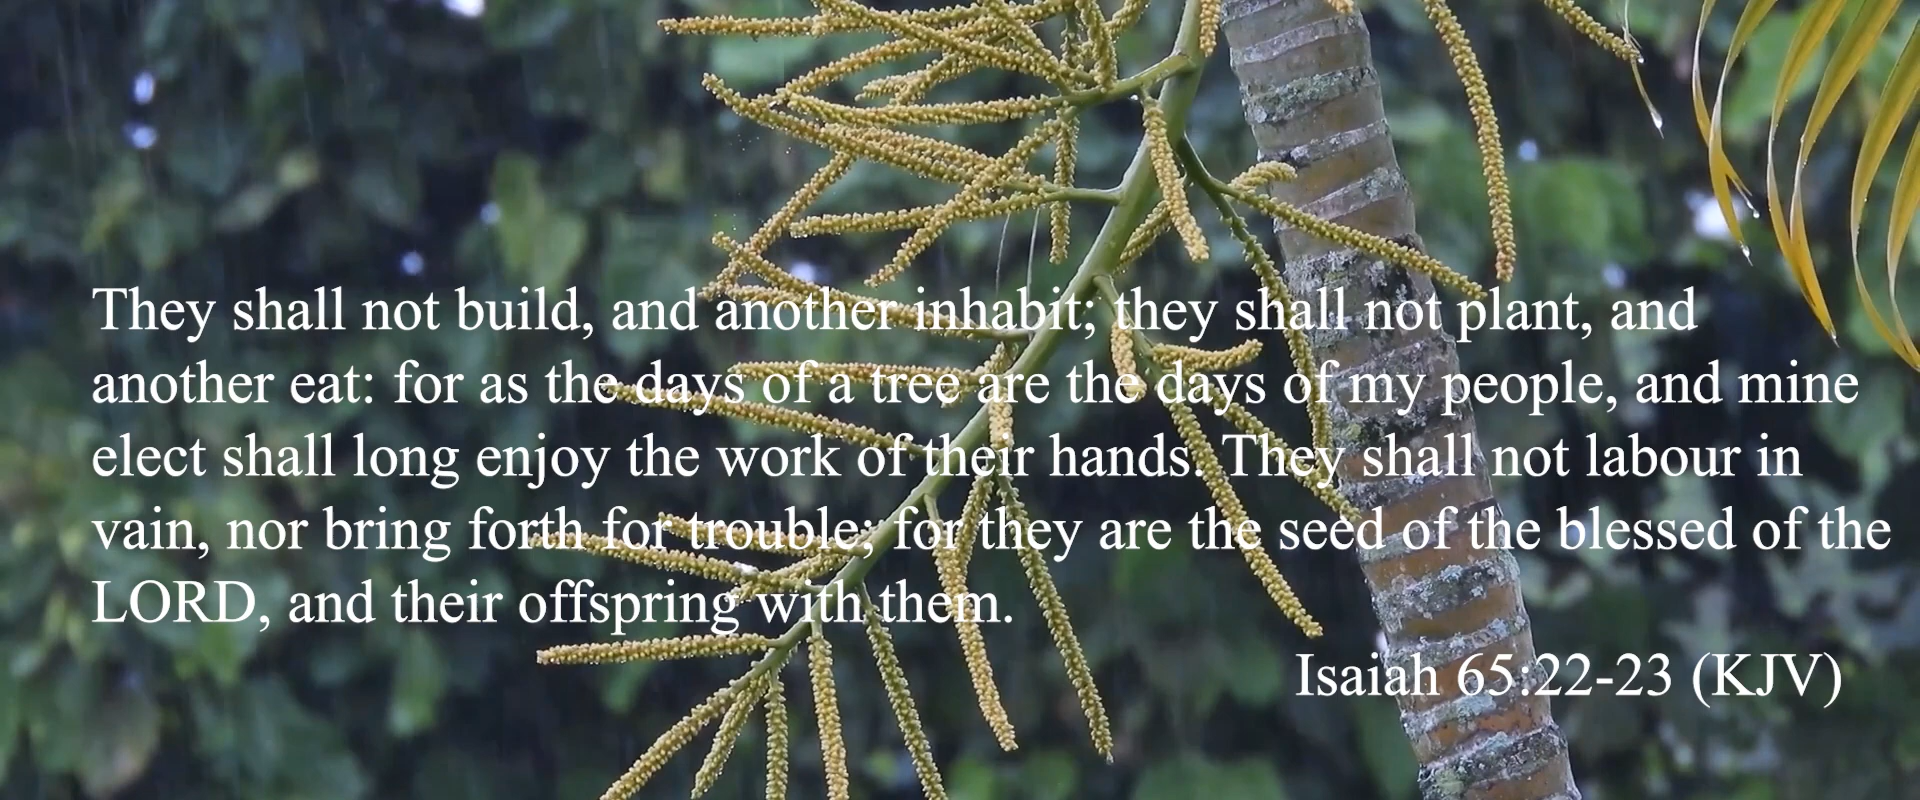 They shall not build, and another inhabit; they shall not plant, and
another eat: for as the days of a tree are the days of my people, and mine
elect shall long enjoy the work of their hands. They shall not labour in
vain, nor bring forth for trouble; for they are the seed of the blessed of the
LORD, and their offspring with them.
Isaiah 65:22-23 (KJV)